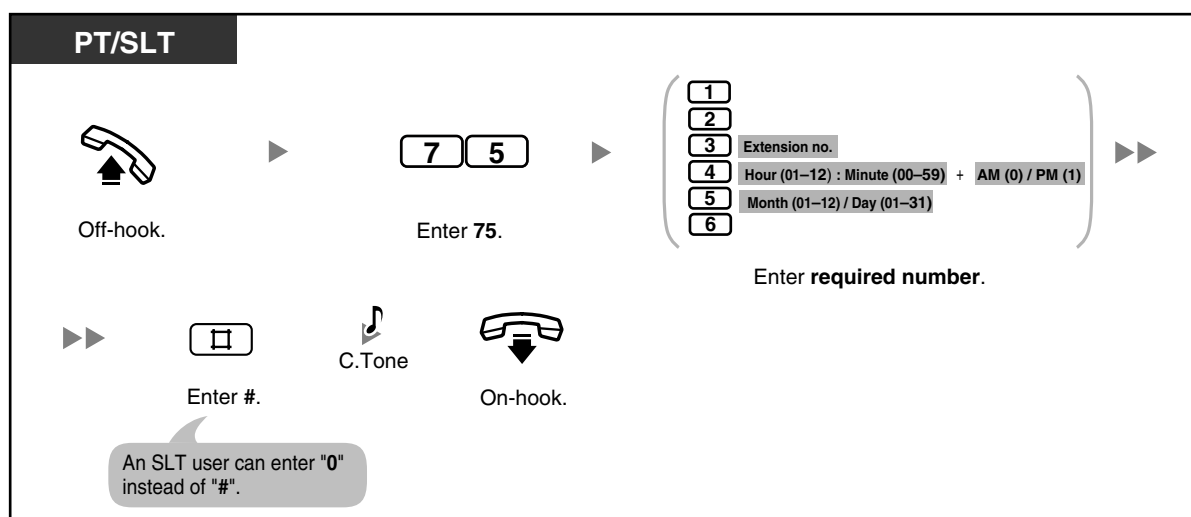 PT/SLT
Off-hook.
7 5
Enter 75.
1
2
3 Extension no.
4 Hour (01–12) : Minute (00–59) + AM (0) / PM (1)
5 Month (01–12) / Day (01–31)
6
Enter required number.
#
Enter #.
C.Tone
On-hook.
An SLT user can enter "0"
instead of "#".